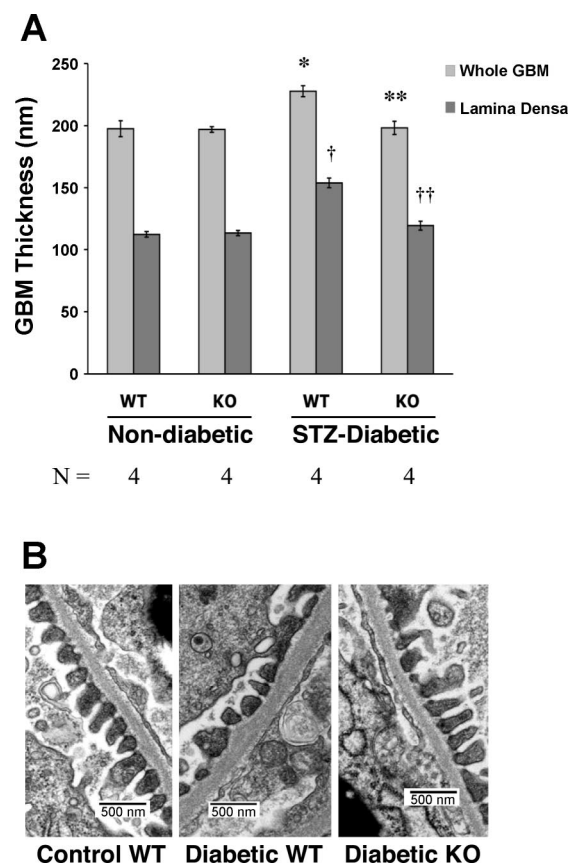 A
GBM Thickness (nm)
250
200
150
100
50
0
*
**
†
††
Whole GBM
Lamina Densa
WT KO WT KO
Non-diabetic STZ-Diabetic
N = 4 4 4 4
B
500 nm 500 nm 500 nm
Control WT Diabetic WT Diabetic KO